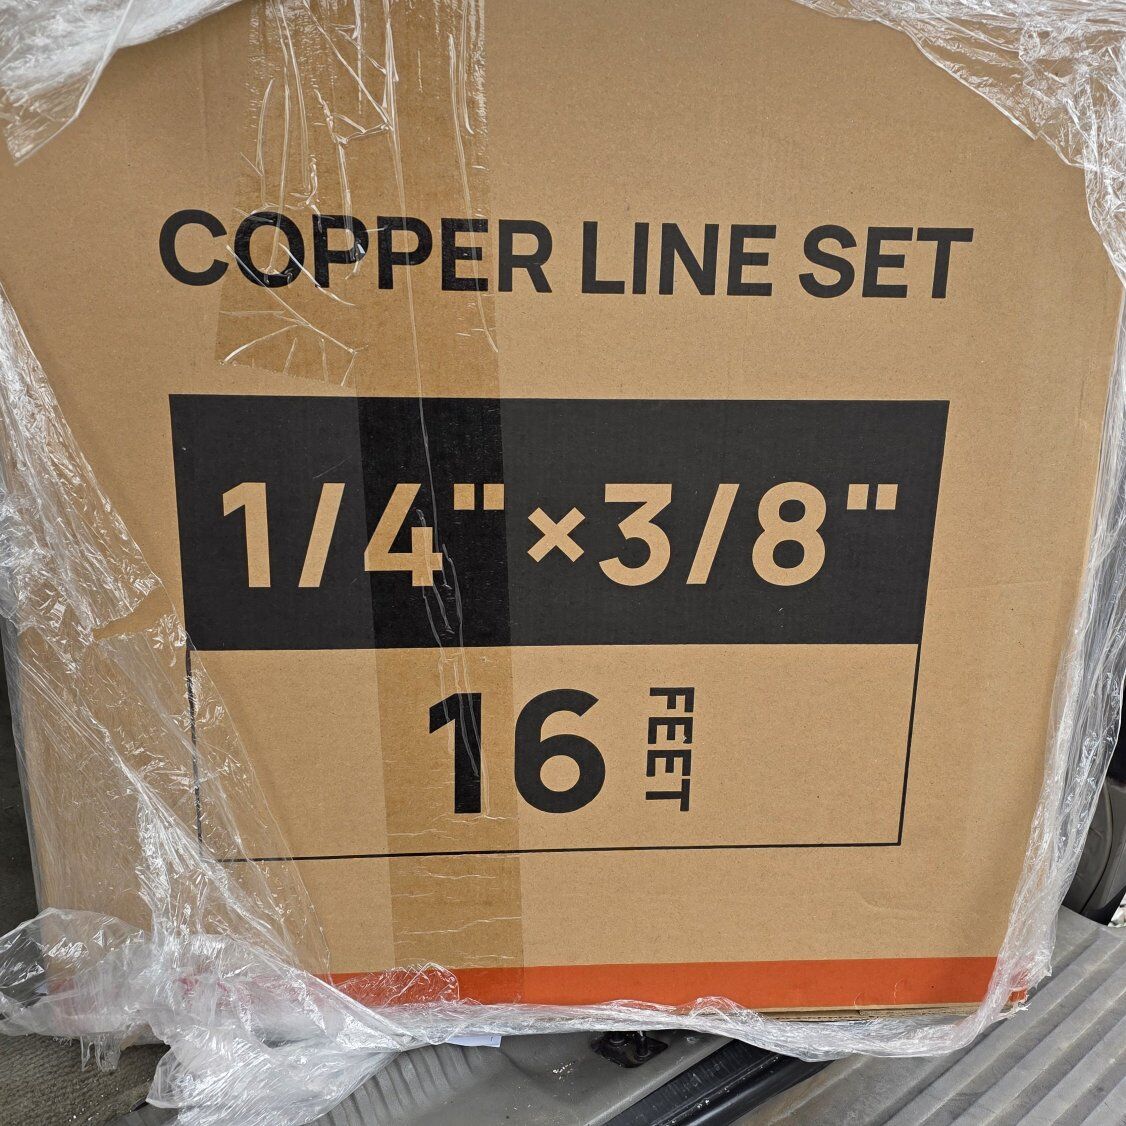 COPPER LINE SET
1/4"×3/8"
16 FEET